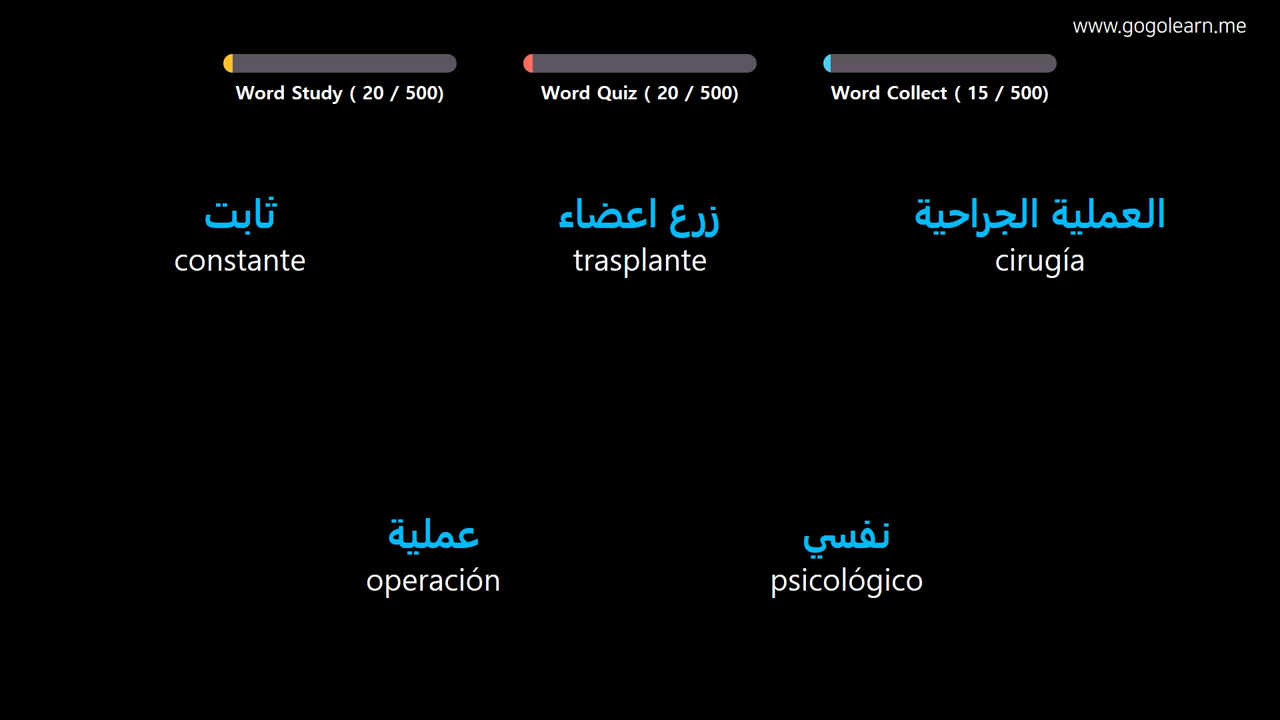 www.gogolearn.me
Word Study ( 20 / 500)
Word Quiz ( 20 / 500)
Word Collect ( 15 / 500)
ثابت
constante
زرع اعضاء
trasplante
العملية الجراحية
cirugía
عملية
operación
نفسي
psicológico